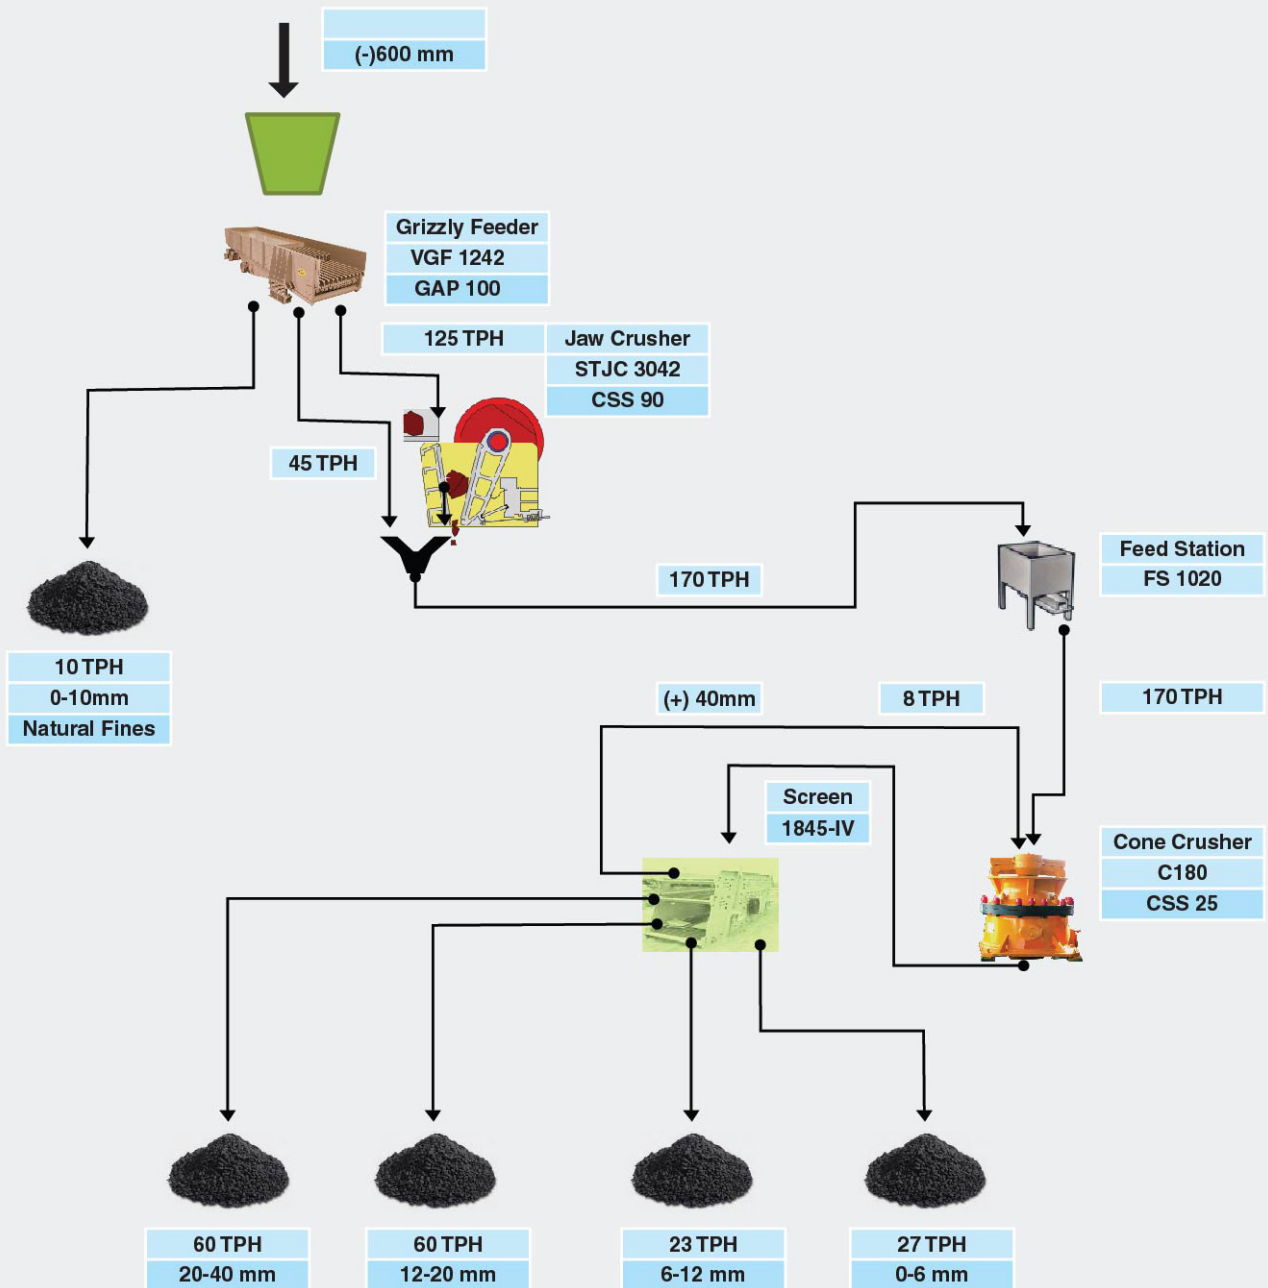 (-)600 mm
Grizzly Feeder
VGF 1242
GAP 100
125 TPH
Jaw Crusher
STJC 3042
CSS 90
45 TPH
170 TPH
Feed Station
FS 1020
10 TPH
0-10mm
Natural Fines
(+) 40mm
8 TPH
170 TPH
Screen
1845-IV
Cone Crusher
C180
CSS 25
60 TPH
20-40 mm
60 TPH
12-20 mm
23 TPH
6-12 mm
27 TPH
0-6 mm